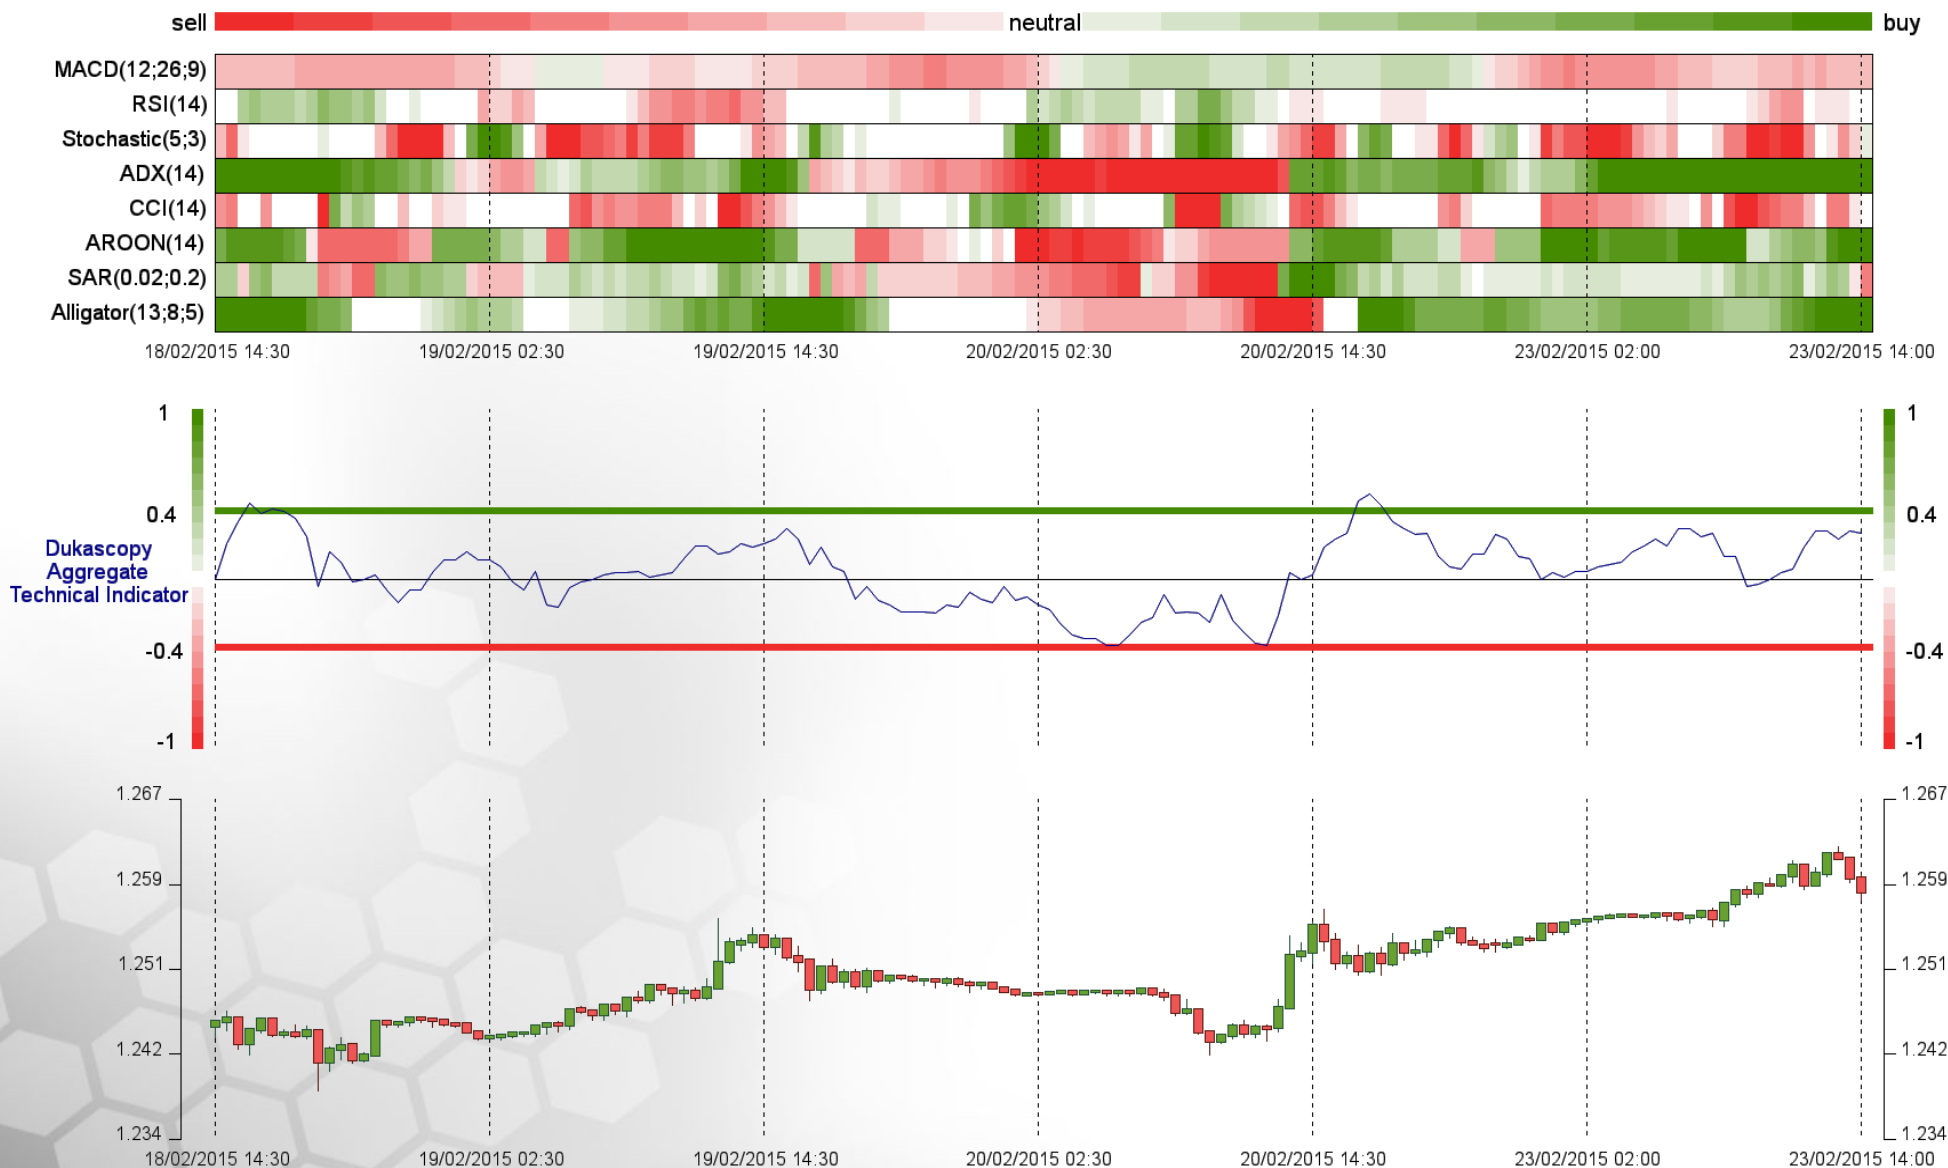 sell neutral buy
MACD(12;26;9)
RSI(14)
Stochastic(5;3)
ADX(14)
CCI(14)
AROON(14)
SAR(0.02;0.2)
Alligator(13;8;5)
18/02/2015 14:30 19/02/2015 02:30 19/02/2015 14:30 20/02/2015 02:30 20/02/2015 14:30 23/02/2015 02:00 23/02/2015 14:00
1 1
0.4 0.4
Dukascopy
Aggregate
Technical Indicator
-0.4 -0.4
-1 -1
1.267 1.267
1.259 1.259
1.251 1.251
1.242 1.242
1.234 1.234
18/02/2015 14:30 19/02/2015 02:30 19/02/2015 14:30 20/02/2015 02:30 20/02/2015 14:30 23/02/2015 02:00 23/02/2015 14:00